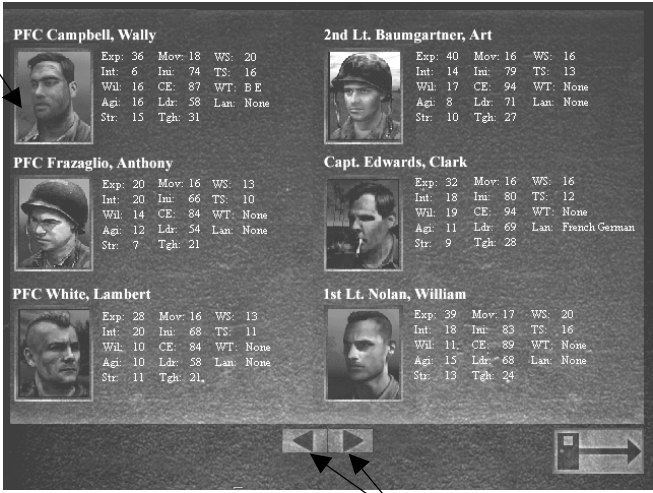 PFC Campbell, Wally
Exp: 36 Mov: 18 WS: 20
Int: 6 Ini: 74 TS: 16
Wil: 16 CE: 87 WT: B E
Agi: 16 Ldr: 58 Lan: None
Str: 15 Tgh: 31
2nd Lt. Baumgartner, Art
Exp: 40 Mov: 16 WS: 16
Int: 14 Ini: 79 TS: 13
Wil: 17 CE: 94 WT: None
Agi: 8 Ldr: 71 Lan: None
Str: 10 Tgh: 27
PFC Frazaglio, Anthony
Exp: 20 Mov: 16 WS: 13
Int: 20 Ini: 66 TS: 10
Wil: 14 CE: 84 WT: None
Agi: 12 Ldr: 54 Lan: None
Str: 7 Tgh: 21
Capt. Edwards, Clark
Exp: 32 Mov: 16 WS: 16
Int: 18 Ini: 80 TS: 12
Wil: 19 CE: 94 WT: None
Agi: 11 Ldr: 69 Lan: French German
Str: 9 Tgh: 28
PFC White, Lambert
Exp: 28 Mov: 16 WS: 13
Int: 20 Ini: 68 TS: 11
Wil: 10 CE: 84 WT: None
Agi: 10 Ldr: 58 Lan: None
Str: 11 Tgh: 21
1st Lt. Nolan, William
Exp: 39 Mov: 17 WS: 20
Int: 18 Ini: 83 TS: 16
Wil: 11 CE: 89 WT: None
Agi: 15 Ldr: 68 Lan: None
Str: 13 Tgh: 24